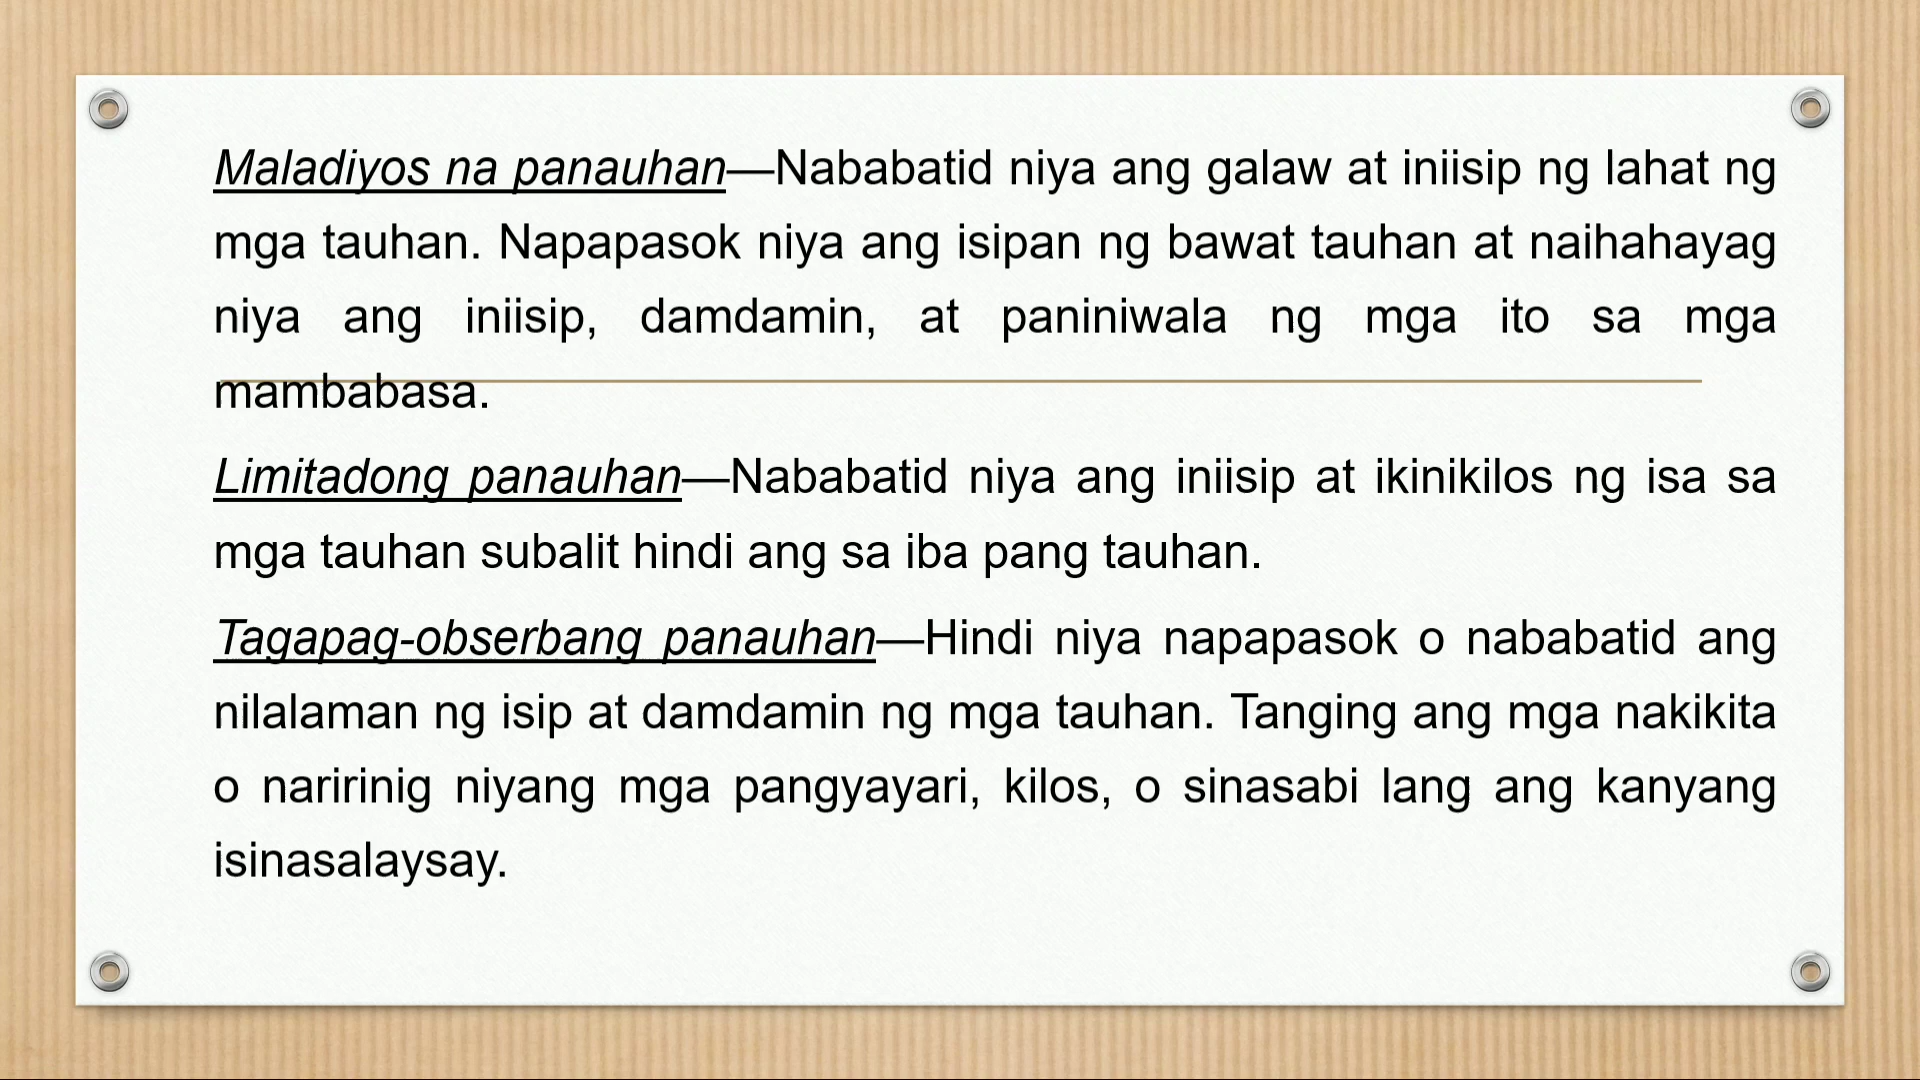 Maladiyos na panauhan—Nababatid niya ang galaw at iniisip ng lahat ng
mga tauhan. Napapasok niya ang isipan ng bawat tauhan at naihahayag
niya ang iniisip, damdamin, at paniniwala ng mga ito sa mga
mambabasa.
Limitadong panauhan—Nababatid niya ang iniisip at ikinikilos ng isa sa
mga tauhan subalit hindi ang sa iba pang tauhan.
Tagapag-obserbang panauhan—Hindi niya napapasok o nababatid ang
nilalaman ng isip at damdamin ng mga tauhan. Tanging ang mga nakikita
o naririnig niyang mga pangyayari, kilos, o sinasabi lang ang kanyang
isinasalaysay.